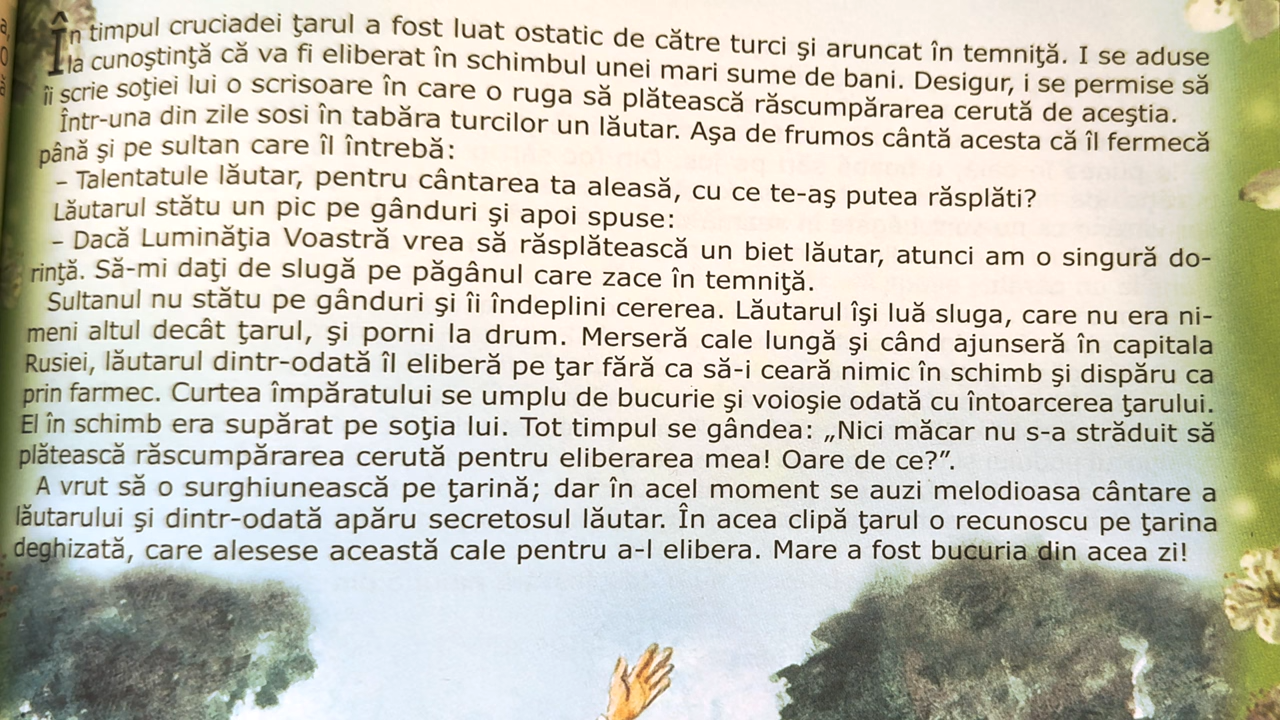 În timpul cruciadei ţarul a fost luat ostatic de către turci şi aruncat în temniţă. I se aduse
la cunoştinţă că va fi eliberat în schimbul unei mari sume de bani. Desigur, i se permise să
îi scrie soţiei lui o scrisoare în care o ruga să plătească răscumpărarea cerută de aceştia.
Într-una din zile sosi în tabăra turcilor un lăutar. Aşa de frumos cântă acesta că îl fermecă
până şi pe sultan care îl întrebă:
– Talentatule lăutar, pentru cântarea ta aleasă, cu ce te-aş putea răsplăti?
Lăutarul stătu un pic pe gânduri şi apoi spuse:
– Dacă Luminăţia Voastră vrea să răsplătească un biet lăutar, atunci am o singură do-
rinţă. Să-mi daţi de slugă pe păgânul care zace în temniţă.
Sultanul nu stătu pe gânduri şi îi îndeplini cererea. Lăutarul îşi luă sluga, care nu era ni-
meni altul decât ţarul, şi porni la drum. Merseră cale lungă şi când ajunseră în capitala
Rusiei, lăutarul dintr-odată îl eliberă pe ţar fără ca să-i ceară nimic în schimb şi dispăru ca
prin farmec. Curtea împăratului se umplu de bucurie şi voioşie odată cu întoarcerea ţarului.
El în schimb era supărat pe soţia lui. Tot timpul se gândea: „Nici măcar nu s-a străduit să
plătească răscumpărarea cerută pentru eliberarea mea! Oare de ce?”.
A vrut să o surghiunească pe ţarină; dar în acel moment se auzi melodioasa cântare a
lăutarului şi dintr-odată apăru secretosul lăutar. În acea clipă ţarul o recunoscu pe ţarina
deghizată, care alesese această cale pentru a-l elibera. Mare a fost bucuria din acea zi!